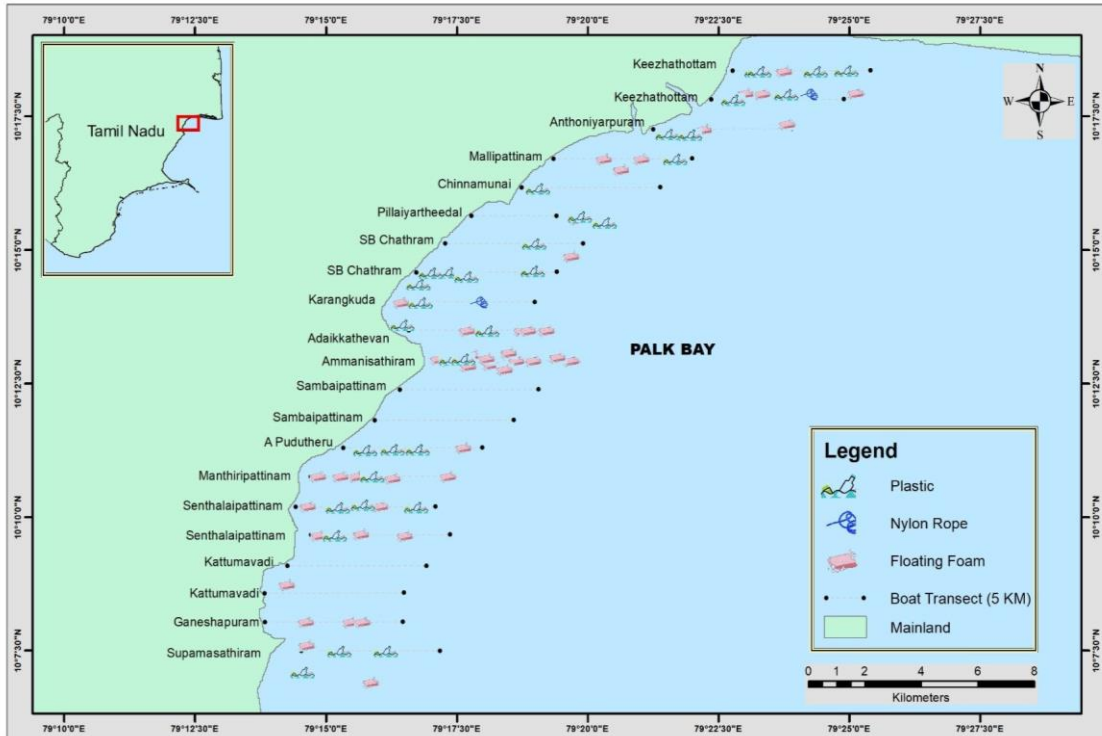 79°10'0"E 79°12'30"E 79°15'0"E 79°17'30"E 79°20'0"E 79°22'30"E 79°25'0"E 79°27'30"E
Tamil Nadu
N
W E
S
10°17'30"N 10°17'30"N
10°15'0"N 10°15'0"N
10°12'30"N 10°12'30"N
10°10'0"N 10°10'0"N
10°7'30"N 10°7'30"N
Keezhathottam
Keezhathottam
Anthoniyarpuram
Mallipattinam
Chinnamunai
Pillaiyartheedal
SB Chathram
SB Chathram
Karangkuda
Adaikkathevan
Ammanisathiram
Sambaipattinam
Sambaipattinam
A Pudutheru
Manthiripattinam
Senthalaipattinam
Senthalaipattinam
Kattumavadi
Kattumavadi
Ganeshapuram
Supamasathiram
PALK BAY
Legend
Plastic
Nylon Rope
Floating Foam
Boat Transect (5 KM)
Mainland
0 1 2 4 6 8
Kilometers
79°10'0"E 79°12'30"E 79°15'0"E 79°17'30"E 79°20'0"E 79°22'30"E 79°25'0"E 79°27'30"E